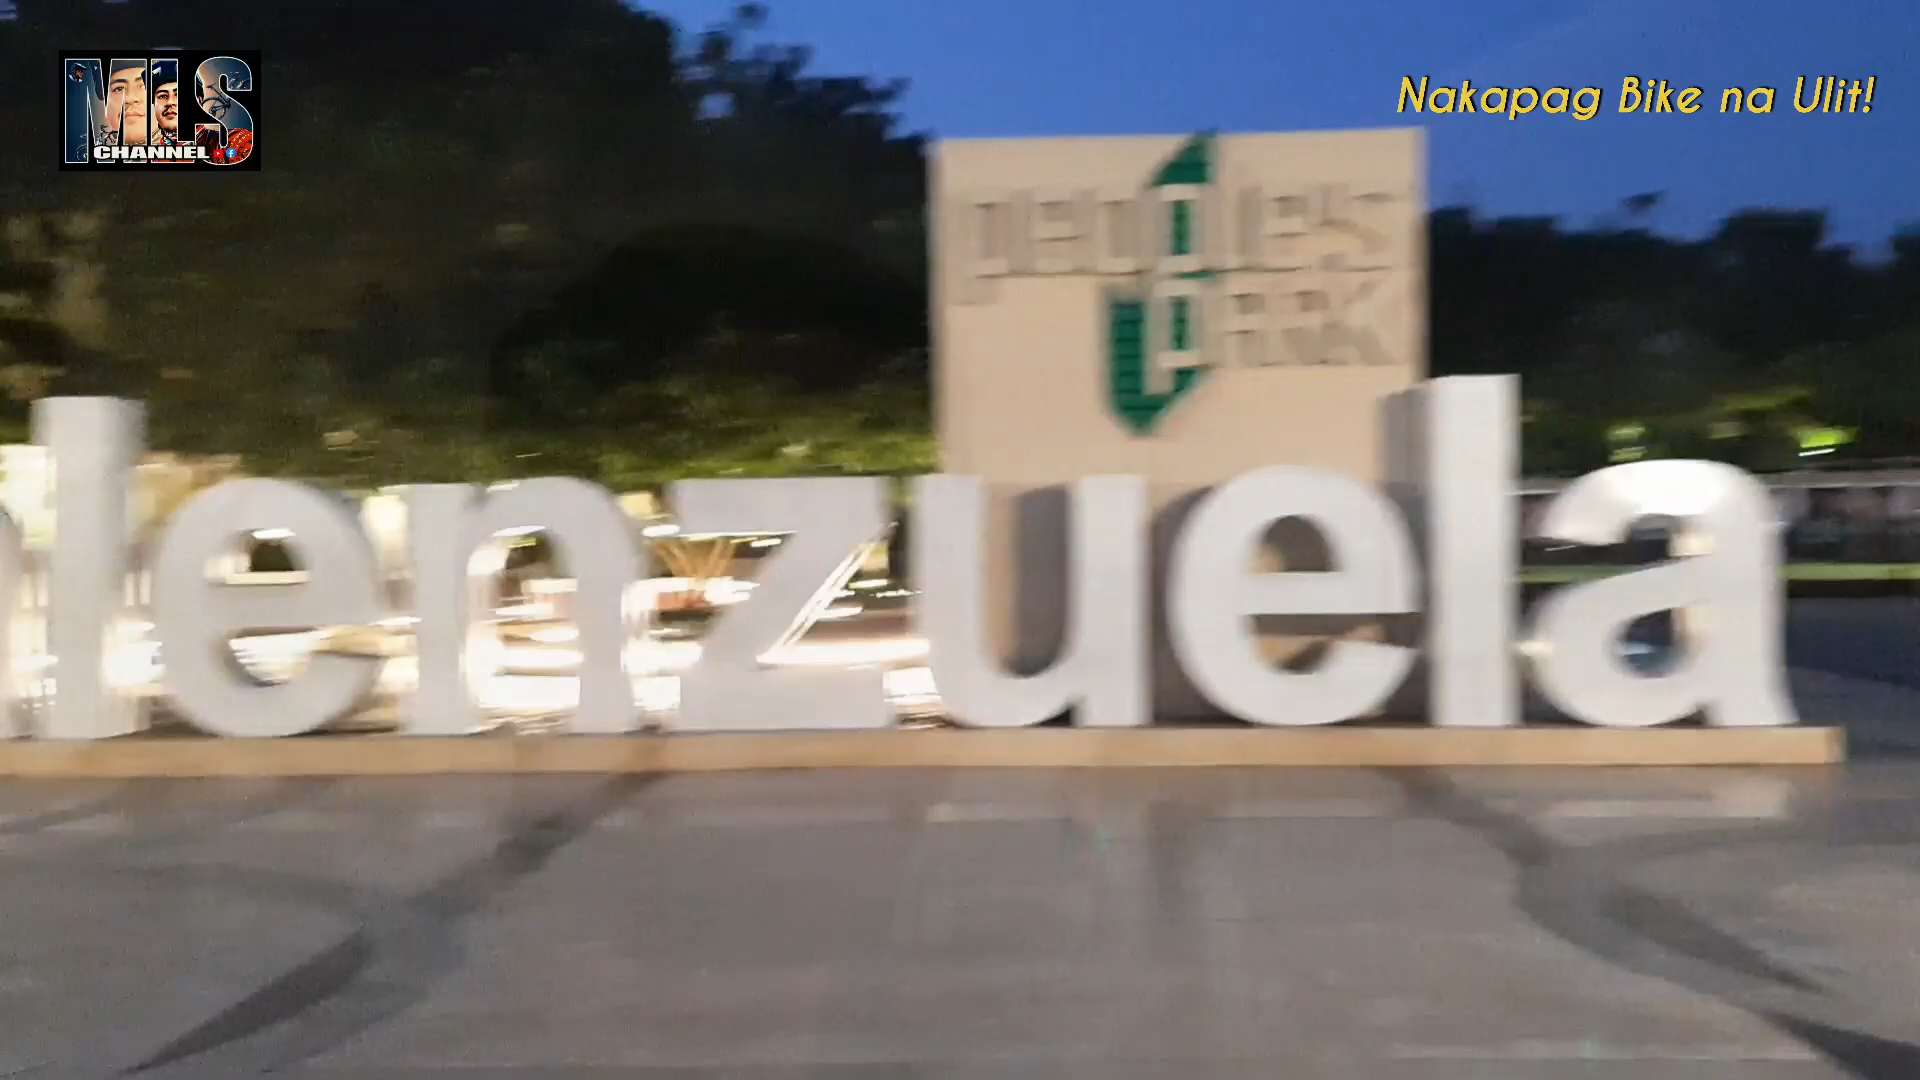 MLS
CHANNEL
Nakapag Bike na Ulit!
peoples
park
lenzuela